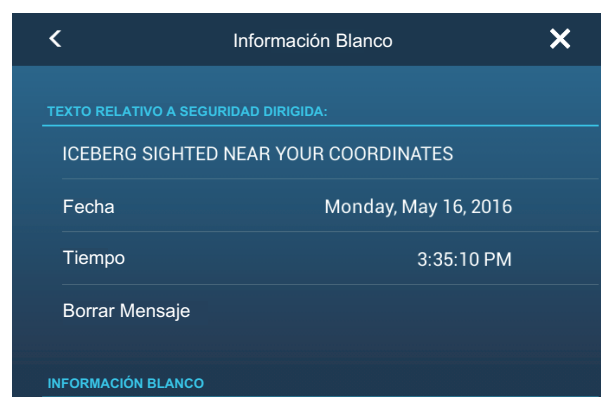 Información Blanco
TEXTO RELATIVO A SEGURIDAD DIRIGIDA:
ICEBERG SIGHTED NEAR YOUR COORDINATES
Fecha Monday, May 16, 2016
Tiempo 3:35:10 PM
Borrar Mensaje
INFORMACIÓN BLANCO